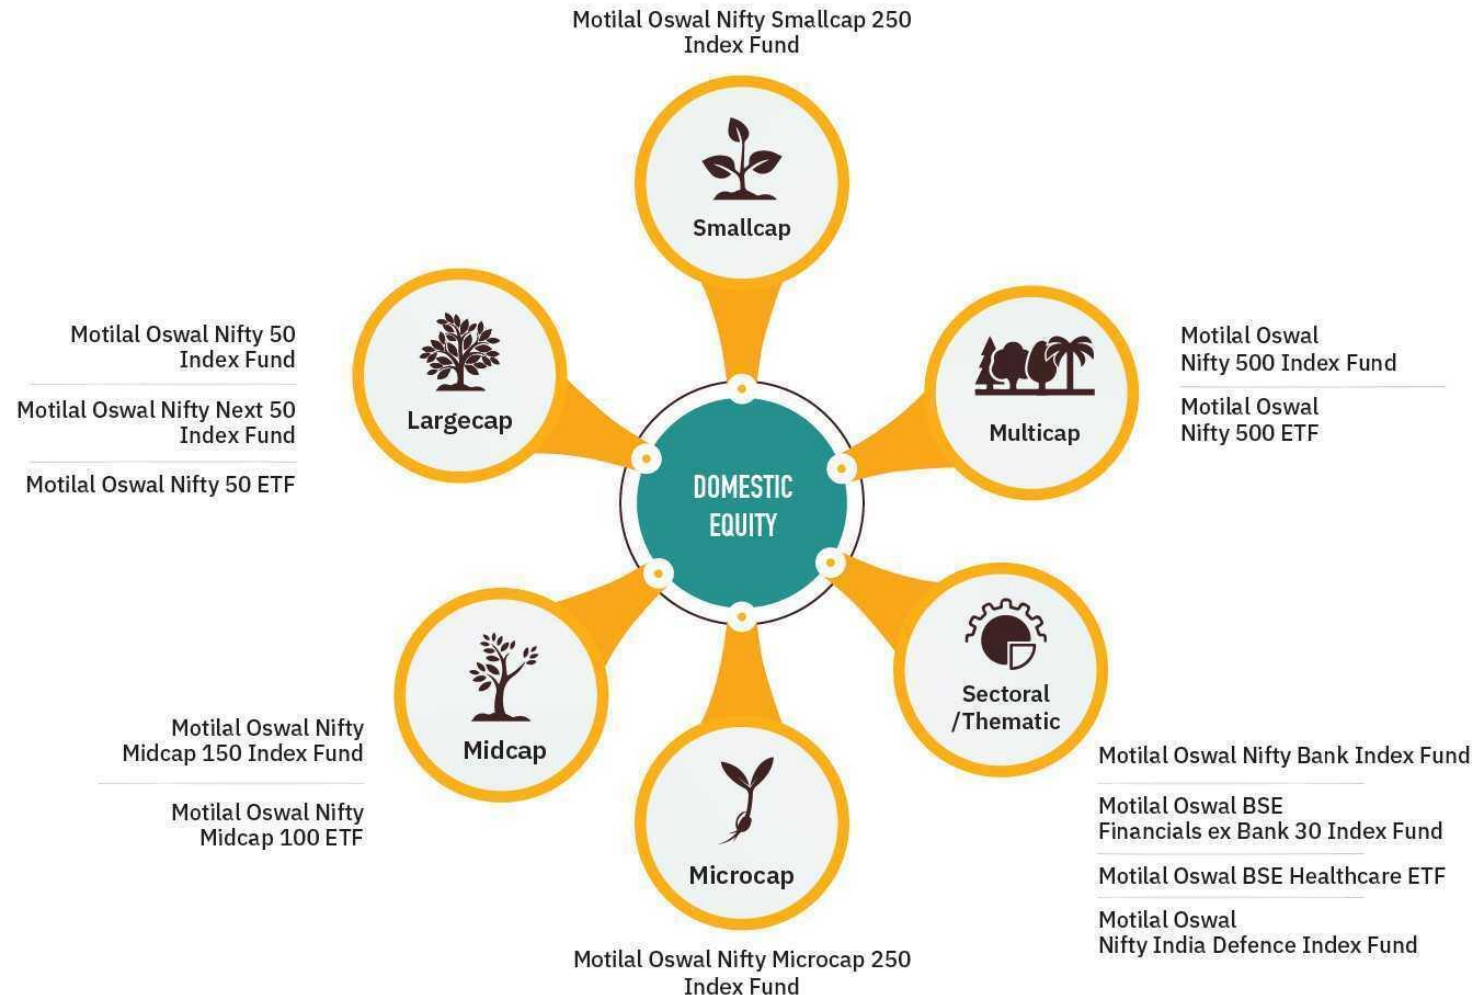 Motilal Oswal Nifty Smallcap 250
Index Fund
Smallcap
Motilal Oswal Nifty 50
Index Fund
Motilal Oswal Nifty Next 50
Index Fund
Motilal Oswal Nifty 50 ETF
Largecap
Multicap
Motilal Oswal
Nifty 500 Index Fund
Motilal Oswal
Nifty 500 ETF
DOMESTIC
EQUITY
Motilal Oswal Nifty
Midcap 150 Index Fund
Motilal Oswal Nifty
Midcap 100 ETF
Midcap
Sectoral
/Thematic
Motilal Oswal Nifty Bank Index Fund
Motilal Oswal BSE
Financials ex Bank 30 Index Fund
Motilal Oswal BSE Healthcare ETF
Motilal Oswal
Nifty India Defence Index Fund
Microcap
Motilal Oswal Nifty Microcap 250
Index Fund